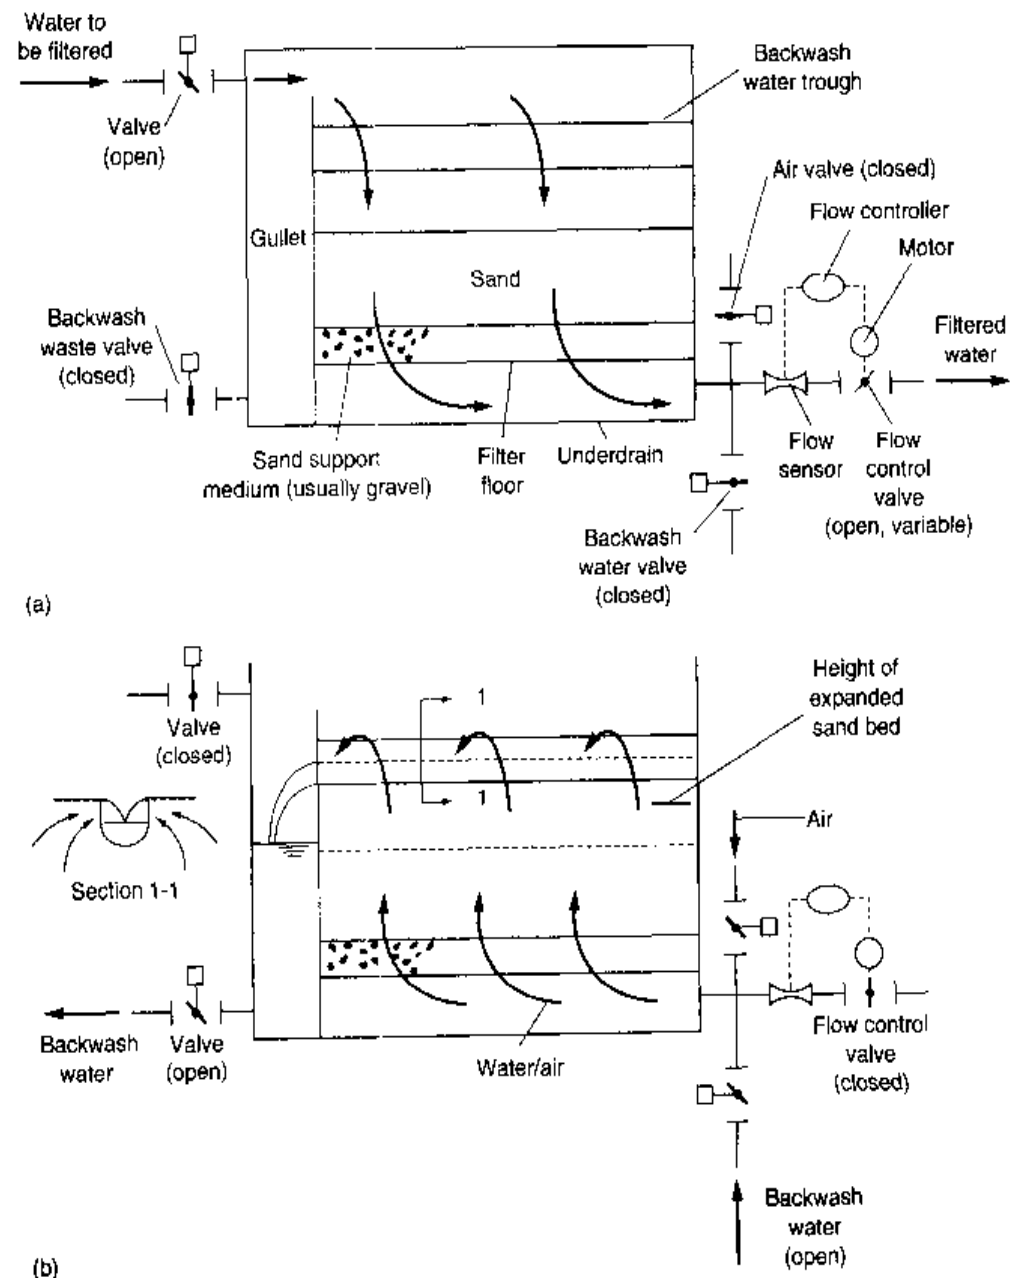 Water to
be filtered
Valve
(open)
Backwash
water trough
Air valve (closed)
Flow controller
Motor
Gullet
Sand
Backwash
waste valve
(closed)
Filtered
water
Sand support
medium (usually gravel)
Filter
floor
Underdrain
Flow
sensor
Flow
control
valve
(open, variable)
Backwash
water valve
(closed)
(a)
Valve
(closed)
1
1
Height of
expanded
sand bed
Section 1-1
Air
Backwash
water
Valve
(open)
Water/air
Flow control
valve
(closed)
Backwash
water
(open)
(b)